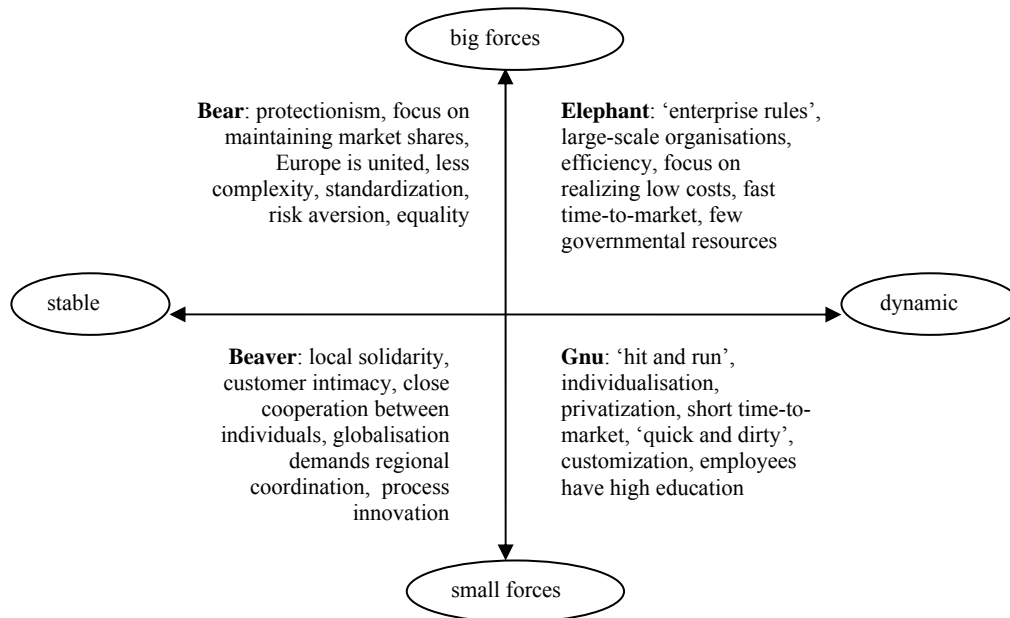 big forces
Bear: protectionism, focus on
maintaining market shares,
Europe is united, less
complexity, standardization,
risk aversion, equality
Elephant: ‘enterprise rules’,
large-scale organisations,
efficiency, focus on
realizing low costs, fast
time-to-market, few
governmental resources
stable
dynamic
Beaver: local solidarity,
customer intimacy, close
cooperation between
individuals, globalisation
demands regional
coordination,  process
innovation
Gnu: ‘hit and run’,
individualisation,
privatization, short time-to-
market, ‘quick and dirty’,
customization, employees
have high education
small forces